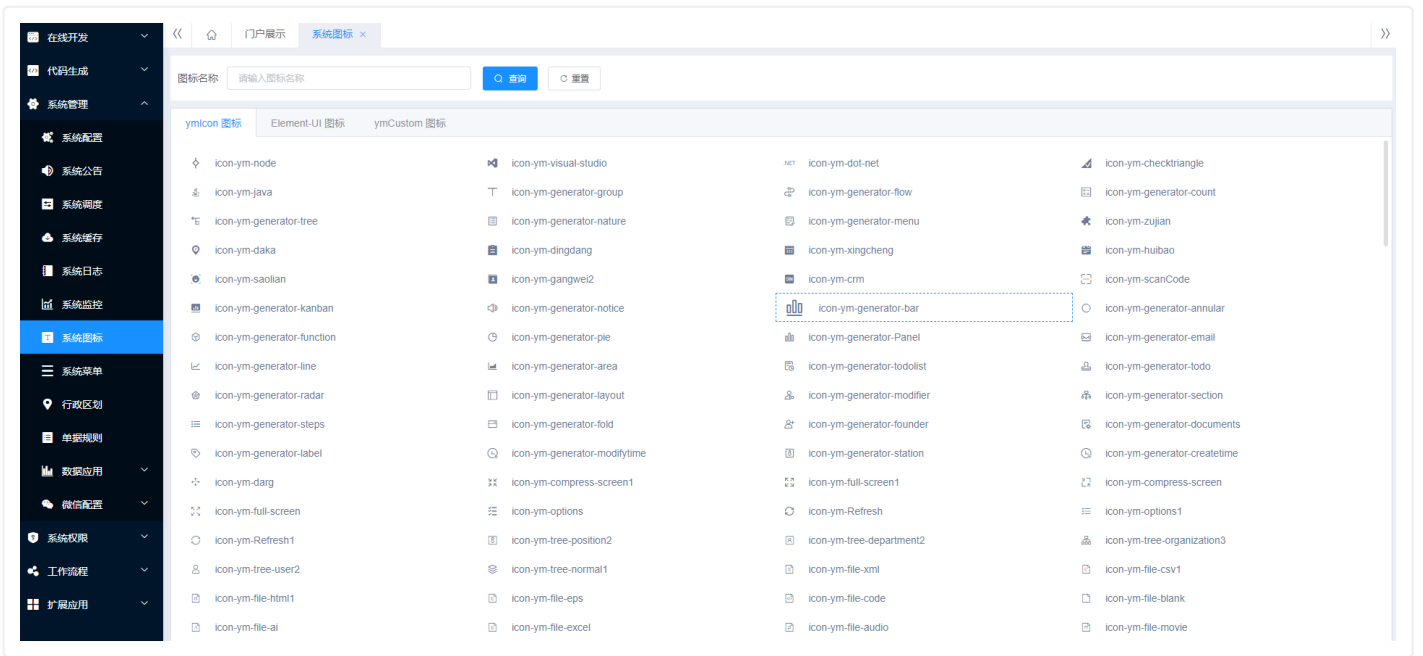 在线开发
代码生成
系统管理
系统配置
系统公告
系统调度
系统缓存
系统日志
系统监控
系统图标
系统菜单
行政区划
单据规则
数据应用
微信配置
系统权限
工作流程
扩展应用
门户展示 系统图标 ×
图标名称 请输入图标名称 查询 重置
ymIcon 图标 Element-UI 图标 ymCustom 图标
icon-ym-node icon-ym-visual-studio .NET icon-ym-dot-net icon-ym-checktriangle
icon-ym-java icon-ym-generator-group icon-ym-generator-flow icon-ym-generator-count
icon-ym-generator-tree icon-ym-generator-nature icon-ym-generator-menu icon-ym-zujian
icon-ym-daka icon-ym-dingdang icon-ym-xingcheng icon-ym-huibao
icon-ym-saolian icon-ym-gangwei2 icon-ym-crm icon-ym-scanCode
icon-ym-generator-kanban icon-ym-generator-notice icon-ym-generator-bar icon-ym-generator-annular
icon-ym-generator-function icon-ym-generator-pie icon-ym-generator-Panel icon-ym-generator-email
icon-ym-generator-line icon-ym-generator-area icon-ym-generator-todolist icon-ym-generator-todo
icon-ym-generator-radar icon-ym-generator-layout icon-ym-generator-modifier icon-ym-generator-section
icon-ym-generator-steps icon-ym-generator-fold icon-ym-generator-founder icon-ym-generator-documents
icon-ym-generator-label icon-ym-generator-modifytime icon-ym-generator-station icon-ym-generator-createtime
icon-ym-darg icon-ym-compress-screen1 icon-ym-full-screen1 icon-ym-compress-screen
icon-ym-full-screen icon-ym-options icon-ym-Refresh icon-ym-options1
icon-ym-Refresh1 icon-ym-tree-position2 icon-ym-tree-department2 icon-ym-tree-organization3
icon-ym-tree-user2 icon-ym-tree-normal1 icon-ym-file-xml icon-ym-file-csv1
icon-ym-file-html1 icon-ym-file-eps icon-ym-file-code icon-ym-file-blank
icon-ym-file-ai icon-ym-file-excel icon-ym-file-audio icon-ym-file-movie